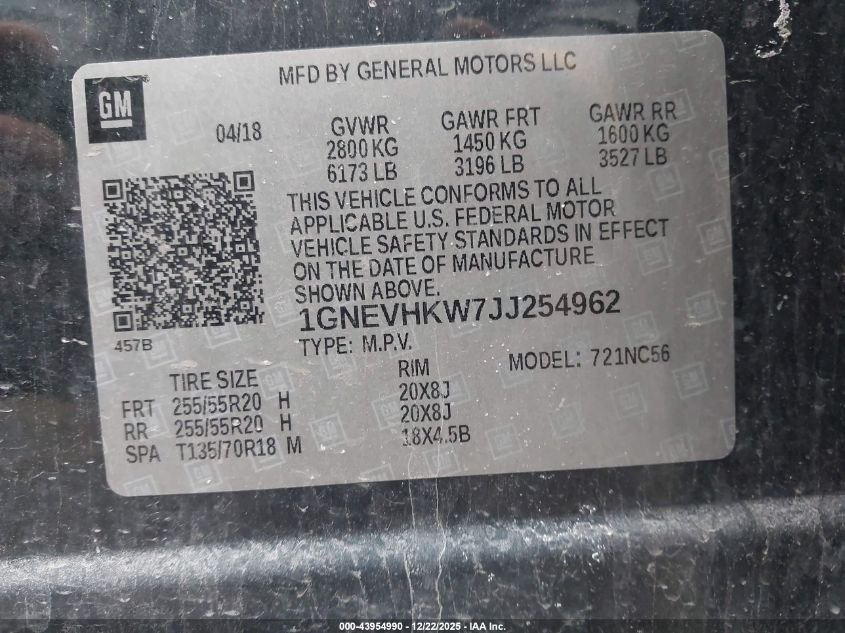 MFD BY GENERAL MOTORS LLC
GM
04/18 GVWR GAWR FRT GAWR RR
2800 KG 1450 KG 1600 KG
6173 LB 3196 LB 3527 LB
THIS VEHICLE CONFORMS TO ALL
APPLICABLE U.S. FEDERAL MOTOR
VEHICLE SAFETY STANDARDS IN EFFECT
ON THE DATE OF MANUFACTURE
SHOWN ABOVE.
1GNEVHKW7JJ254962
457B
TYPE: M.P.V. MODEL: 721NC56
TIRE SIZE RIM
FRT 255/55R20 H 20X8J
RR 255/55R20 H 20X8J
SPA T135/70R18 M 18X4.5B
000-43954990 - 12/22/2025 - IAA Inc.